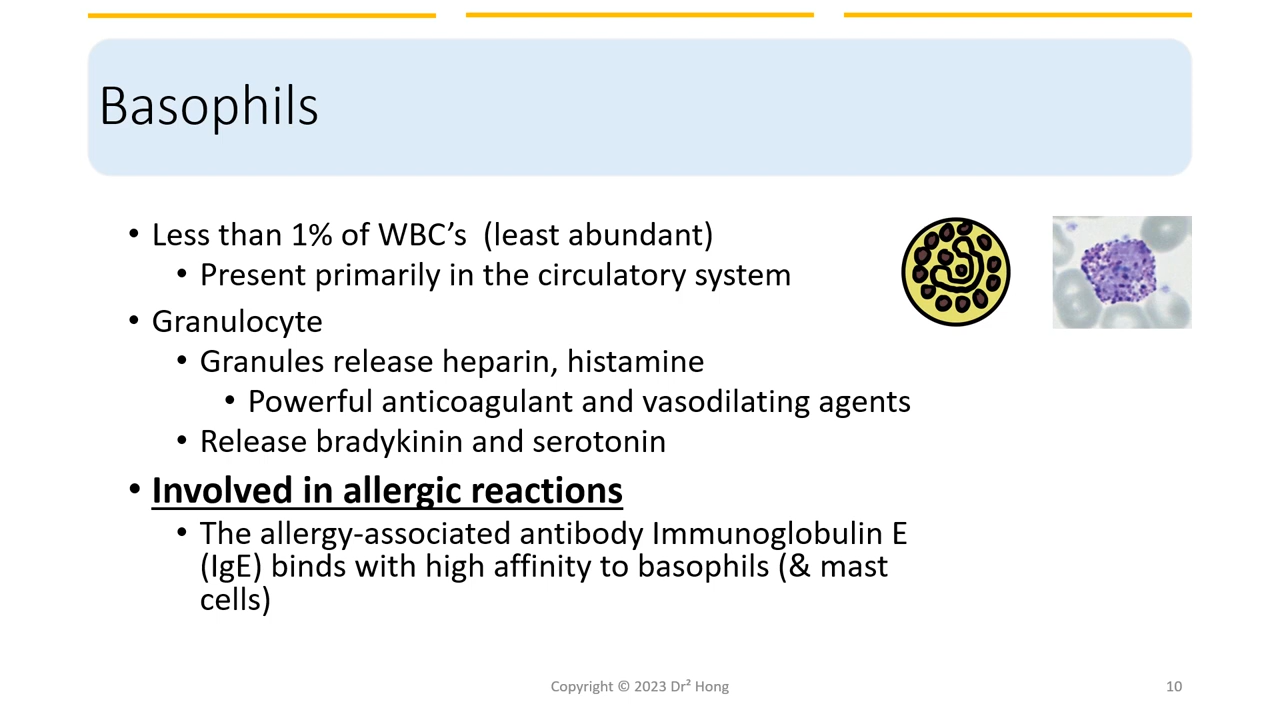 Basophils
• Less than 1% of WBC’s  (least abundant)
• Present primarily in the circulatory system
• Granulocyte
• Granules release heparin, histamine
• Powerful anticoagulant and vasodilating agents
• Release bradykinin and serotonin
• Involved in allergic reactions
• The allergy-associated antibody Immunoglobulin E
(IgE) binds with high affinity to basophils (& mast
cells)
Copyright © 2023 Dr² Hong
10